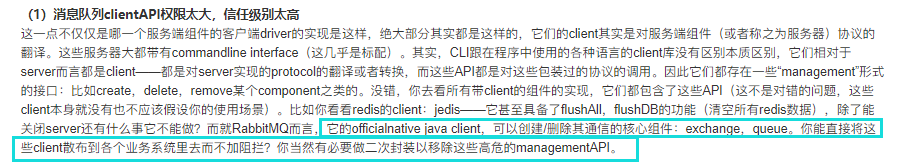 （1）消息队列clientAPI权限太大，信任级别太高
这一点不仅仅是哪一个服务端组件的客户端driver的实现是这样，绝大部分其实都是这样的，它们的client其实是对服务端组件（或者称之为服务器）协议的
翻译。这些服务器大都带有commandline interface（这几乎是标配）。其实，CLI跟在程序中使用的各种语言的client库没有区别本质区别，它们相对于
server而言都是client——都是对server实现的protocol的翻译或者转换，而这些API都是对这些包装过的协议的调用。因此它们都存在一些“management”形式
的接口：比如create，delete，remove某个component之类的。没错，你去看所有带client的组件的实现，它们都包含了这些API（这不是对错的问题，这些
client本身就没有也不应该假设你的使用场景）。比如你看看redis的client：jedis——它甚至具备了flushAll，flushDB的功能（清空所有redis数据），除了能
关闭server还有什么事它不能做？而就RabbitMQ而言，它的officialnative java client，可以创建/删除其通信的核心组件：exchange，queue。你能直接将这
些client散布到各个业务系统里去而不加阻拦？你当然有必要做二次封装以移除这些高危的managementAPI。